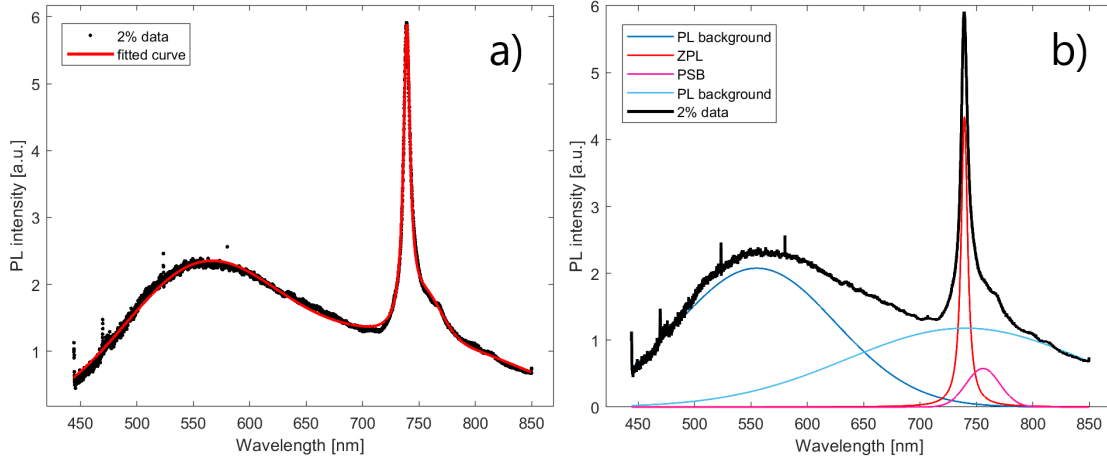 a)
2% data
fitted curve
PL intensity [a.u.]
6
5
4
3
2
1
450 500 550 600 650 700 750 800 850
Wavelength [nm]
b)
PL background
ZPL
PSB
PL background
2% data
PL intensity [a.u.]
6
5
4
3
2
1
0
450 500 550 600 650 700 750 800 850
Wavelength [nm]